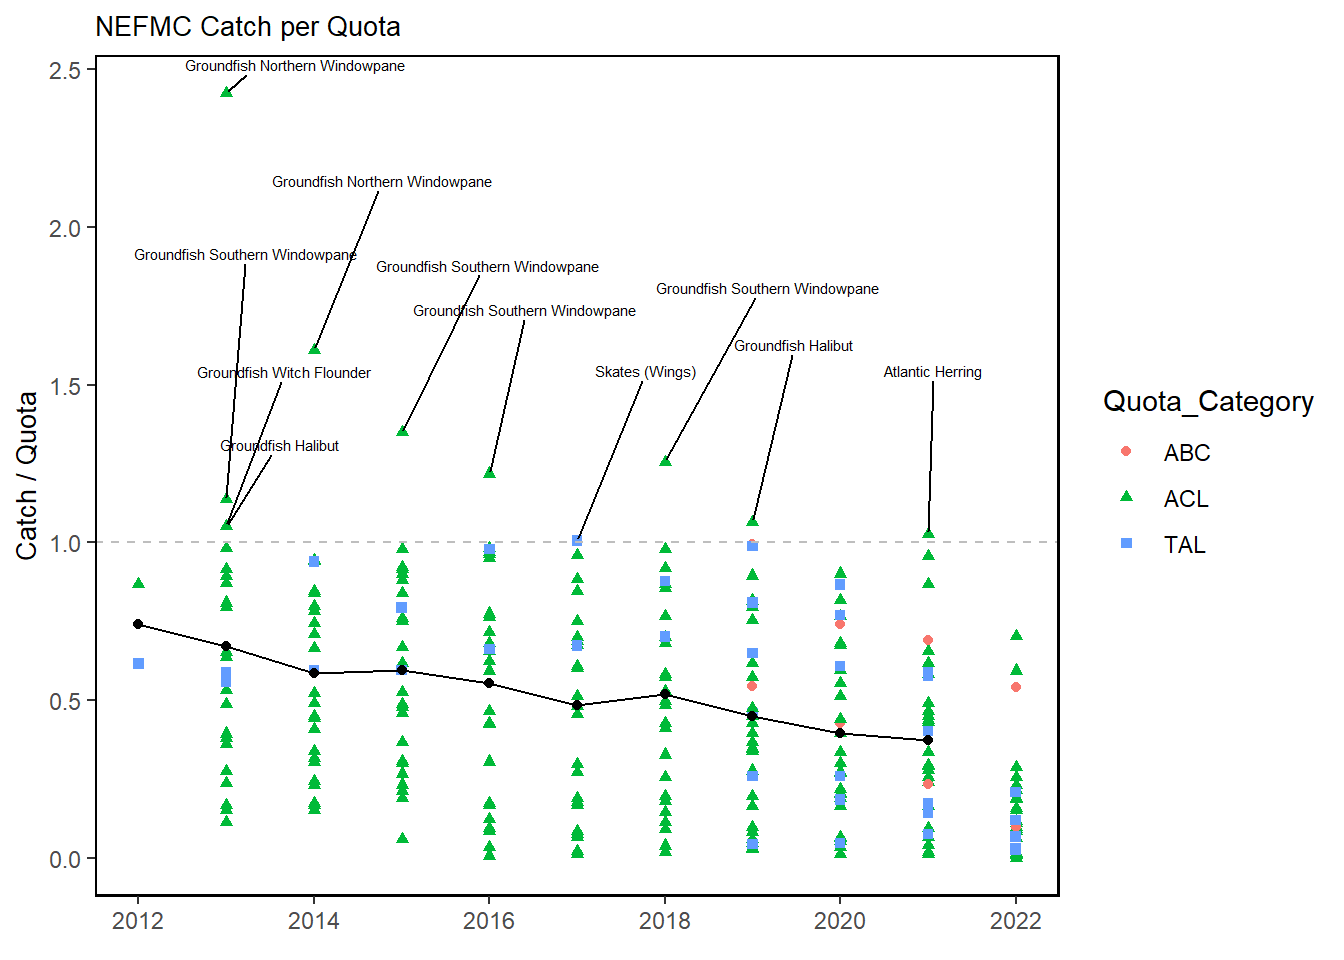 NEFMC Catch per Quota
Groundfish Northern Windowpane
Groundfish Northern Windowpane
Groundfish Southern Windowpane
Groundfish Southern Windowpane
Groundfish Southern Windowpane
Groundfish Southern Windowpane
Groundfish Halibut
Groundfish Witch Flounder
Skates (Wings)
Atlantic Herring
Groundfish Halibut
2.5
2.0
1.5
1.0
0.5
0.0
Catch / Quota
2012
2014
2016
2018
2020
2022
Quota_Category
ABC
ACL
TAL